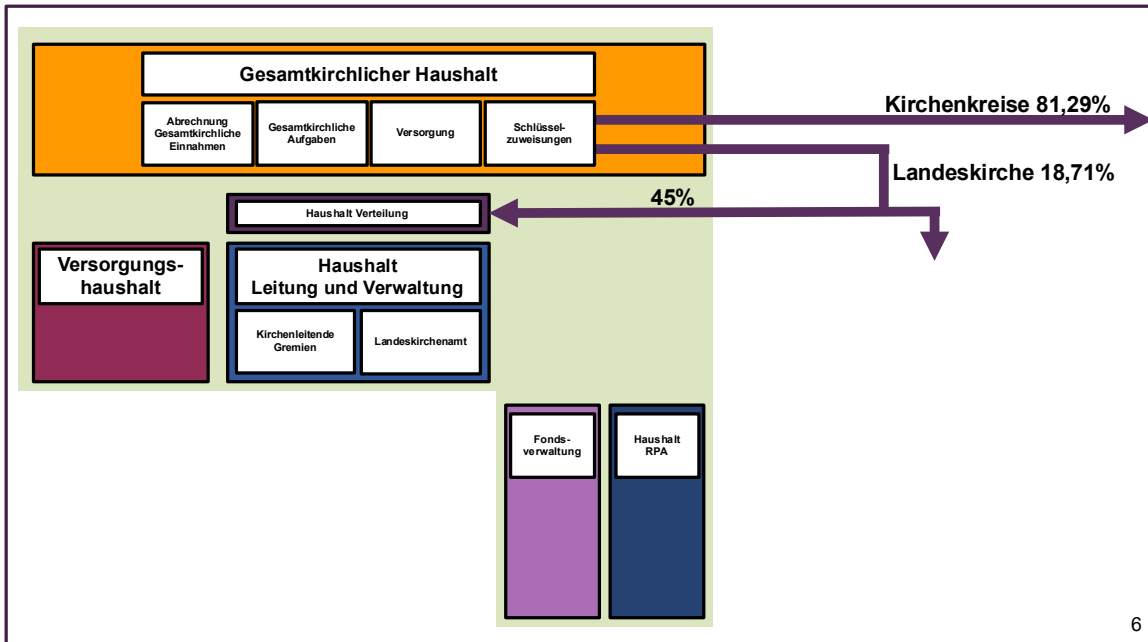 Gesamtkirchlicher Haushalt
Abrechnung
Gesamtkirchliche
Einnahmen
Gesamtkirchliche
Aufgaben
Versorgung
Schlüssel-
zuweisungen
Kirchenkreise 81,29%
Landeskirche 18,71%
45%
Haushalt Verteilung
Versorgungs-
haushalt
Haushalt
Leitung und Verwaltung
Kirchenleitende
Gremien
Landeskirchenamt
Fonds-
verwaltung
Haushalt
RPA
6